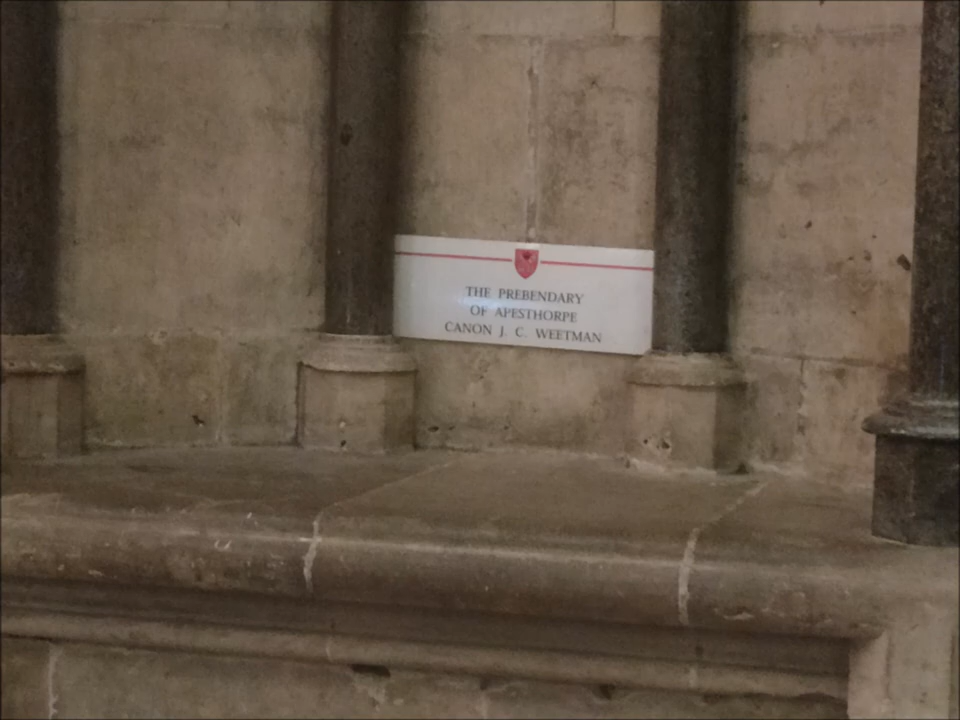 THE PREBENDARY
OF APESTHORPE
CANON J. C. WEETMAN